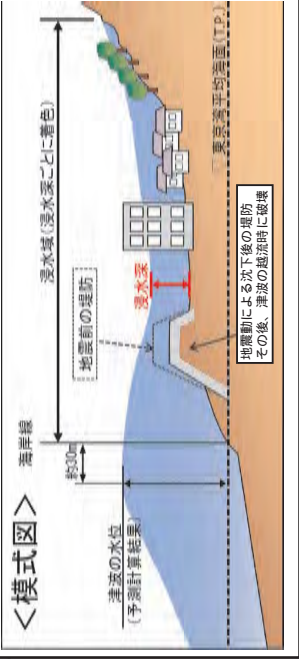 ＜模式図＞
海岸線
浸水域(浸水深ごとに着色)
約30m
津波の水位
(予測計算結果)
地震前の堤防
浸水深
東京湾平均海面(T.P.)
地震動による沈下後の堤防
その後、津波の越流時に破壊